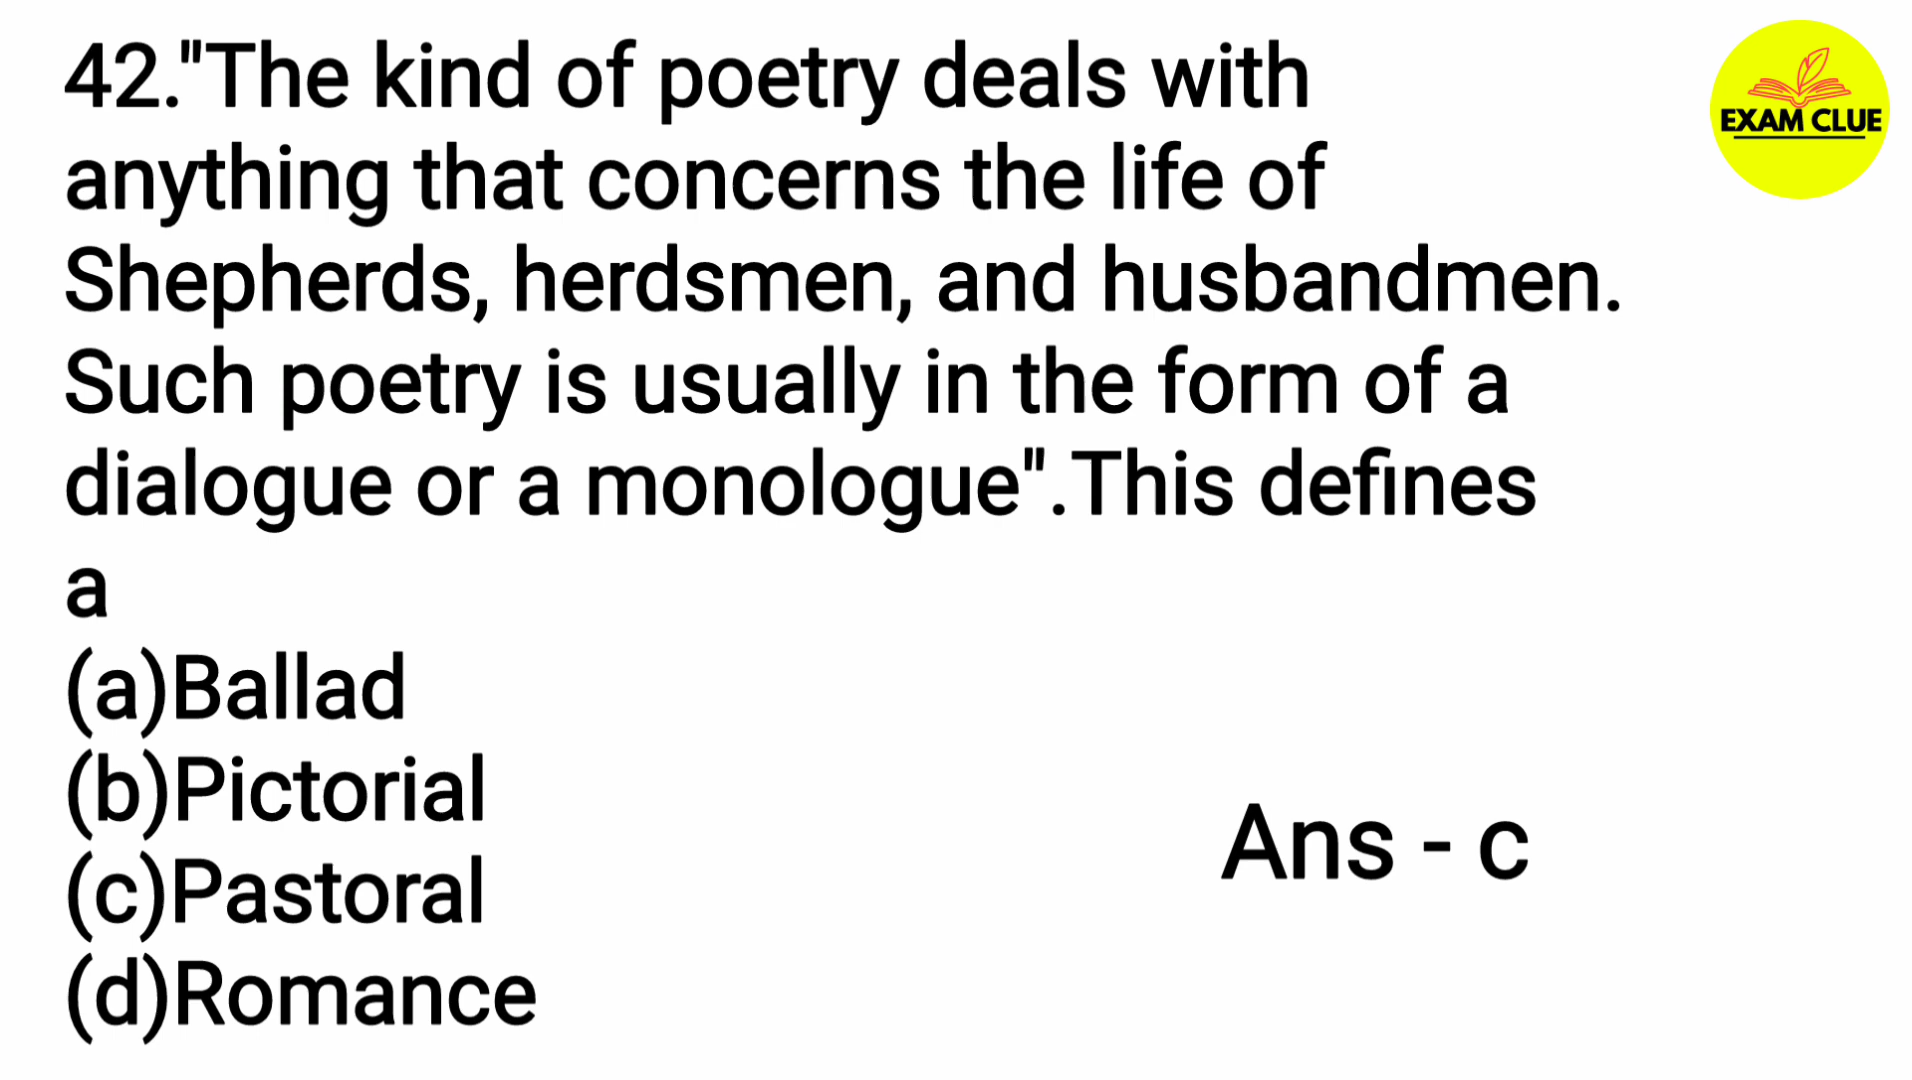 42."The kind of poetry deals with
anything that concerns the life of
Shepherds, herdsmen, and husbandmen.
Such poetry is usually in the form of a
dialogue or a monologue".This defines
a
(a)Ballad
(b)Pictorial
(c)Pastoral
(d)Romance
Ans - c
EXAM CLUE